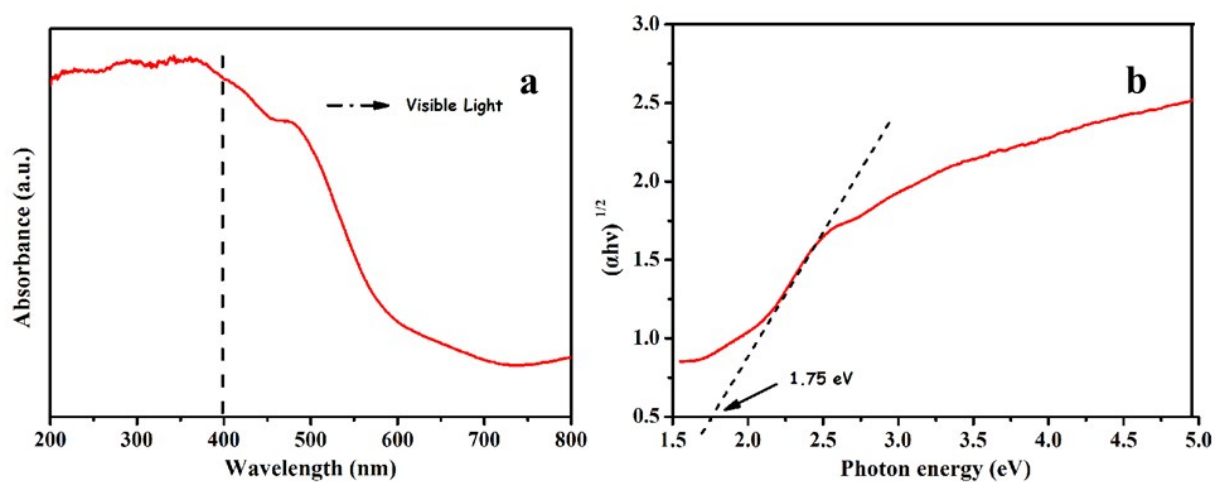 a
Visible Light
Absorbance (a.u.)
200 300 400 500 600 700 800
Wavelength (nm)
b
3.0
2.5
2.0
1.5
1.0
0.5
(αhν)^1/2
1.75 eV
1.5 2.0 2.5 3.0 3.5 4.0 4.5 5.0
Photon energy (eV)